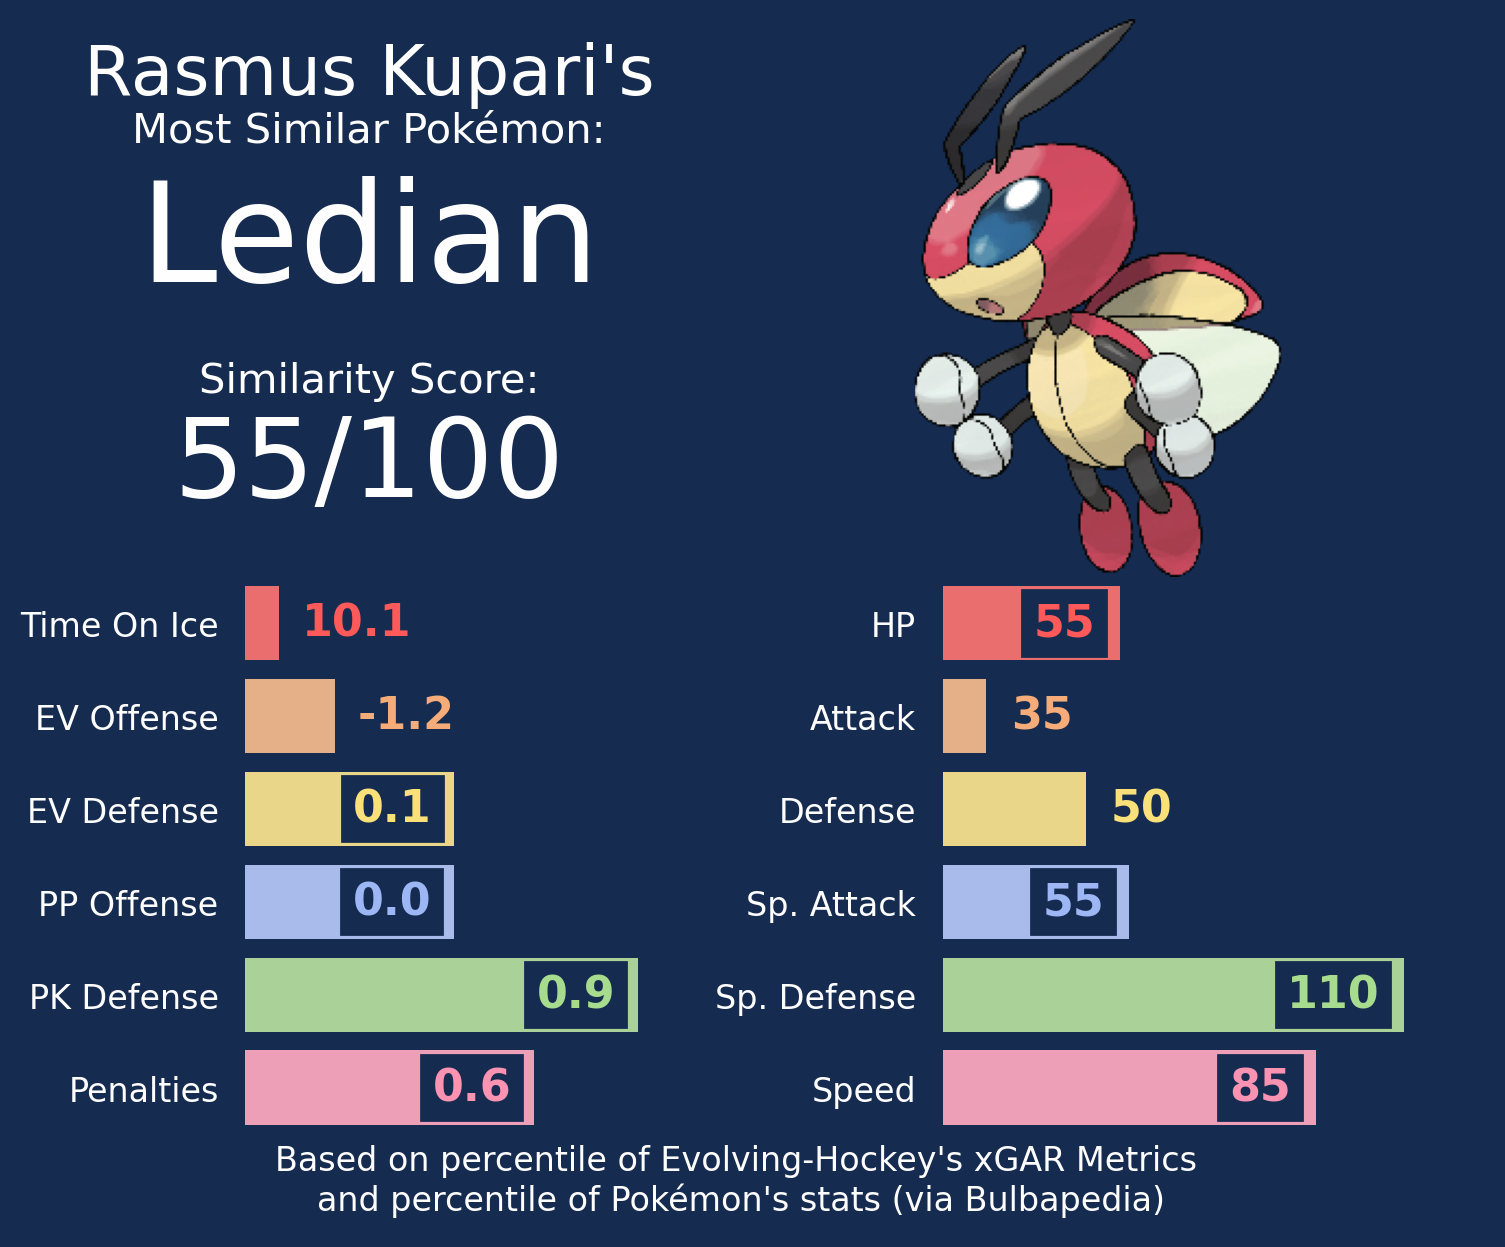 Rasmus Kupari's
Most Similar Pokémon:
Ledian
Similarity Score:
55/100
Time On Ice 10.1
EV Offense -1.2
EV Defense 0.1
PP Offense 0.0
PK Defense 0.9
Penalties 0.6
HP 55
Attack 35
Defense 50
Sp. Attack 55
Sp. Defense 110
Speed 85
Based on percentile of Evolving-Hockey's xGAR Metrics
and percentile of Pokémon's stats (via Bulbapedia)